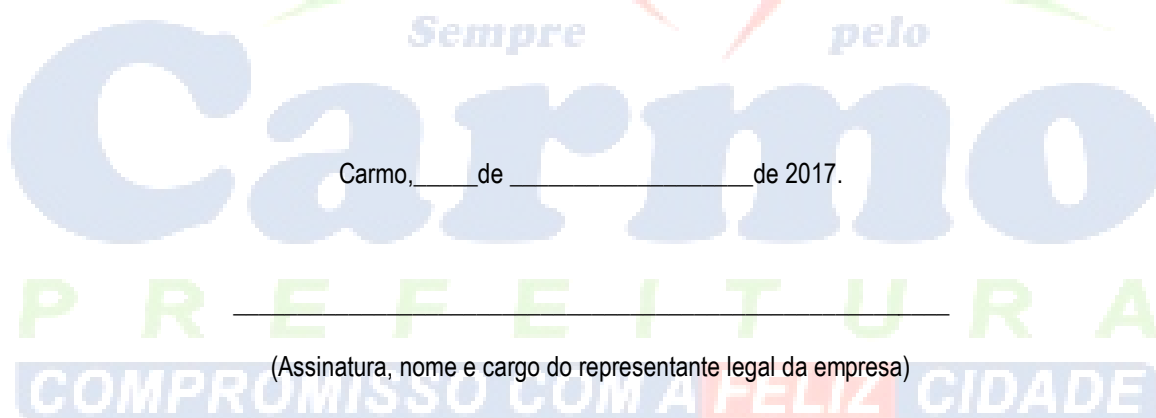 Sempre pelo
Carmo
Carmo,_____de ___________________de 2017.
PREFEITURA
________________________________________________________
(Assinatura, nome e cargo do representante legal da empresa)
COMPROMISSO COM A FELIZ CIDADE